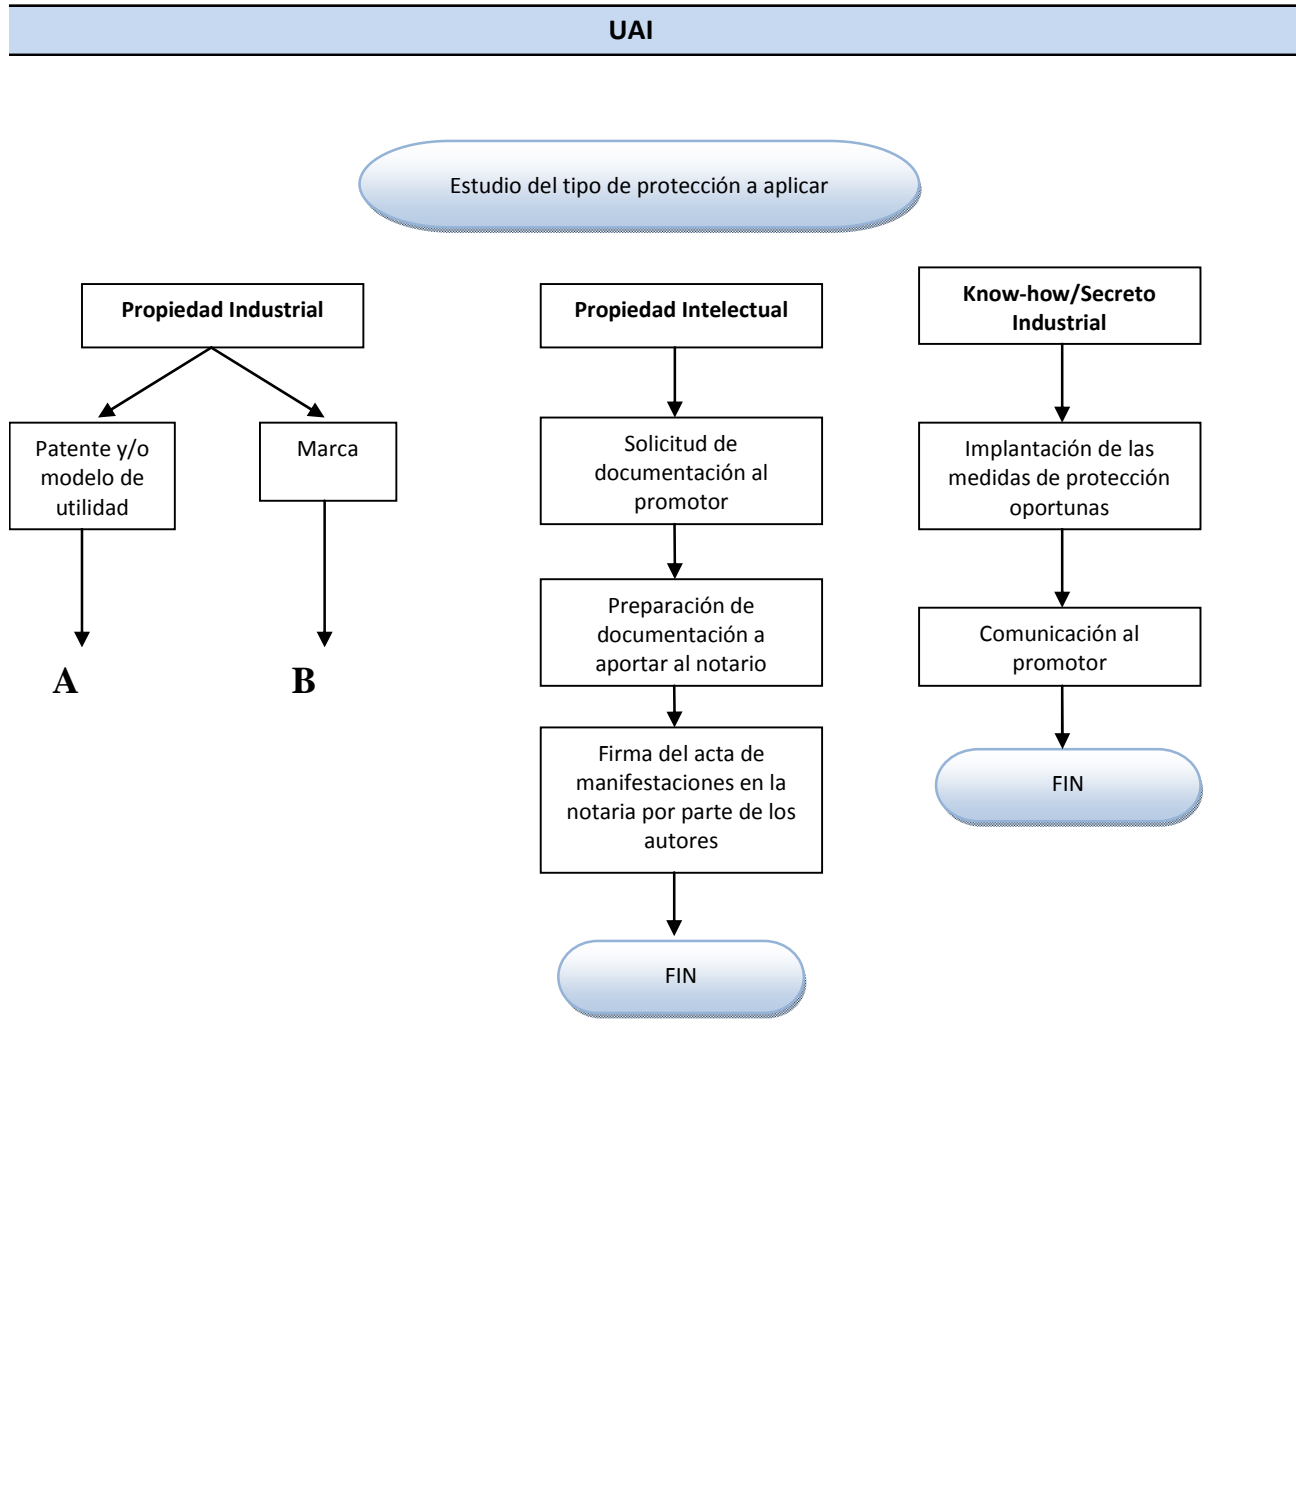 UAI
Estudio del tipo de protección a aplicar
Propiedad Industrial
Patente y/o
modelo de
utilidad
Marca
A
B
Propiedad Intelectual
Solicitud de
documentación al
promotor
Preparación de
documentación a
aportar al notario
Firma del acta de
manifestaciones en la
notaria por parte de los
autores
FIN
Know-how/Secreto
Industrial
Implantación de las
medidas de protección
oportunas
Comunicación al
promotor
FIN